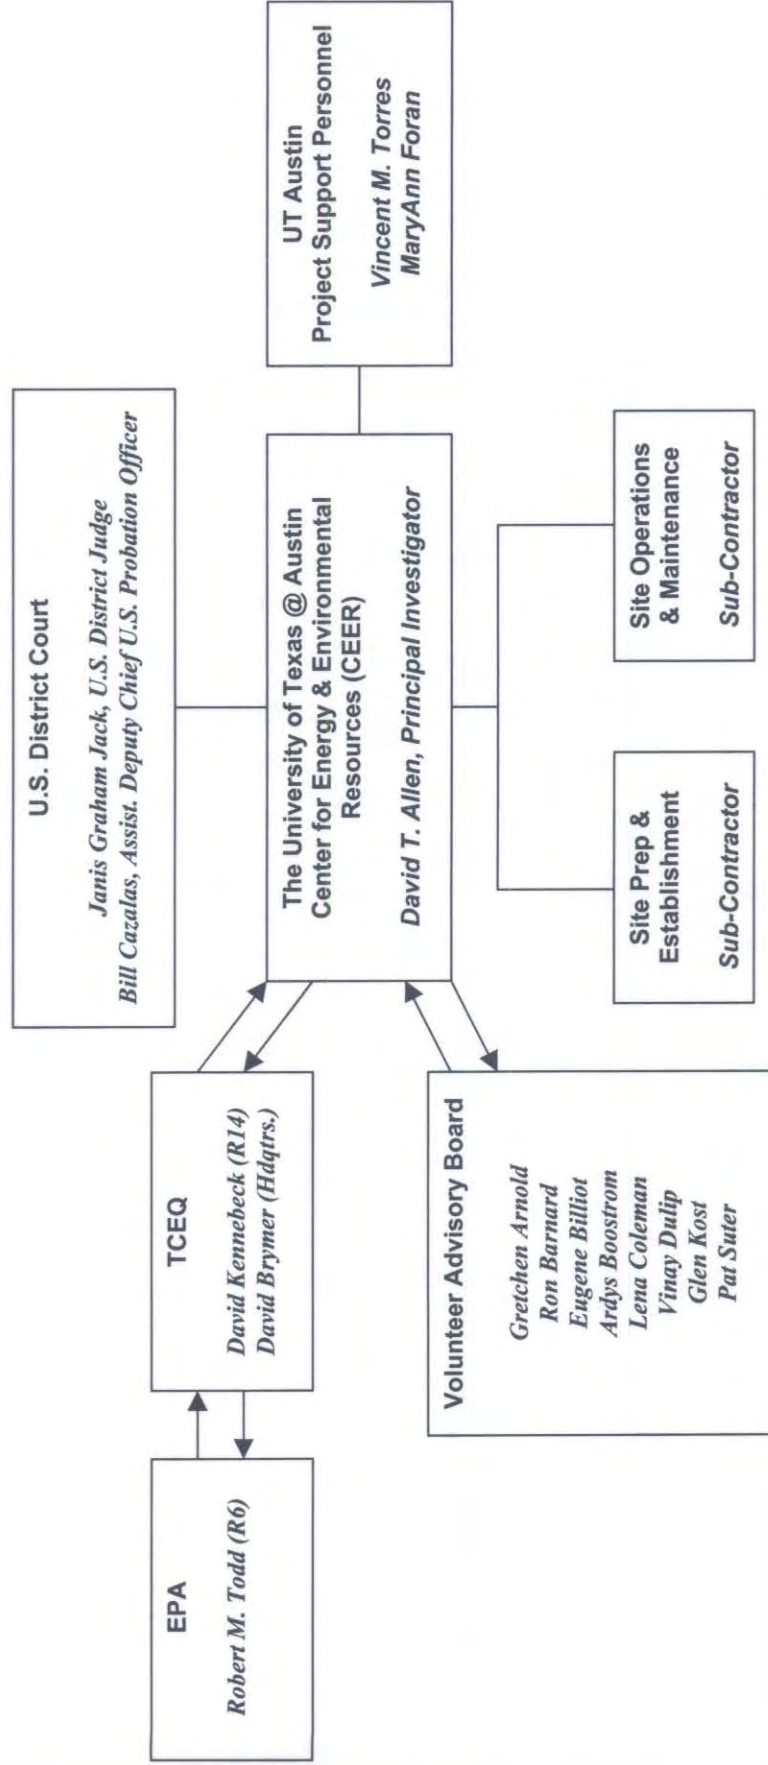 U.S. District Court
Janis Graham Jack, U.S. District Judge
Bill Cazalas, Assist. Deputy Chief U.S. Probation Officer
EPA
Robert M. Todd (R6)
TCEQ
David Kennebeck (R14)
David Brymer (Hdqtrs.)
The University of Texas @ Austin
Center for Energy & Environmental
Resources (CEER)
David T. Allen, Principal Investigator
UT Austin
Project Support Personnel
Vincent M. Torres
MaryAnn Foran
Volunteer Advisory Board
Gretchen Arnold
Ron Barnard
Eugene Billiot
Ardys Boostrom
Lena Coleman
Vinay Dulip
Glen Kost
Pat Suter
Site Prep &
Establishment
Sub-Contractor
Site Operations
& Maintenance
Sub-Contractor